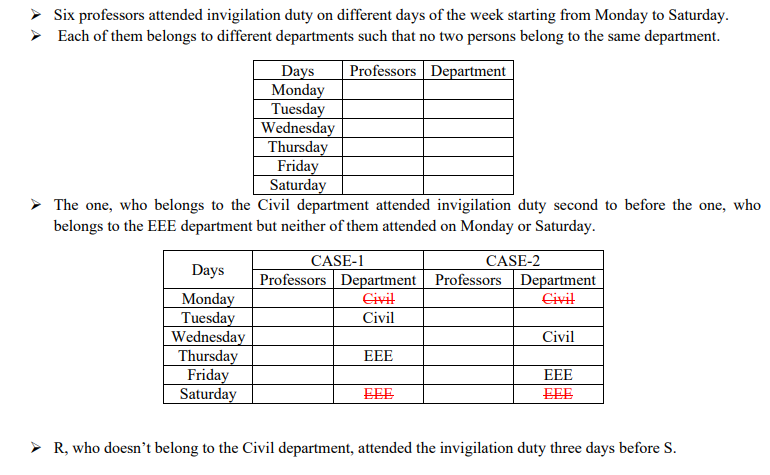 ➢ Six professors attended invigilation duty on different days of the week starting from Monday to Saturday.
➢ Each of them belongs to different departments such that no two persons belong to the same department.
Days Professors Department
Monday
Tuesday
Wednesday
Thursday
Friday
Saturday
➢ The one, who belongs to the Civil department attended invigilation duty second to before the one, who
belongs to the EEE department but neither of them attended on Monday or Saturday.
Days CASE-1 CASE-2
Professors Department Professors Department
Monday Civil Civil
Tuesday Civil
Wednesday Civil
Thursday EEE
Friday EEE
Saturday EEE EEE
➢ R, who doesn’t belong to the Civil department, attended the invigilation duty three days before S.